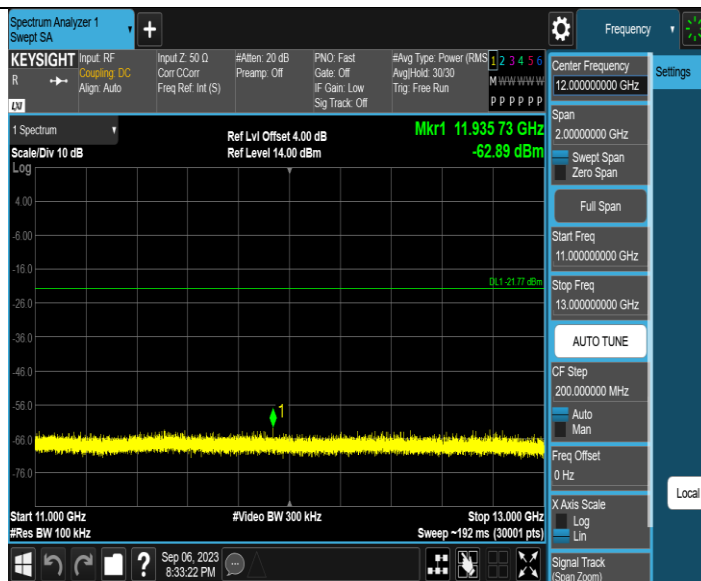 Spectrum Analyzer 1
Swept SA
Frequency
KEYSIGHT
R
LXI
Input: RF
Coupling: DC
Align: Auto
Input Z: 50 Ω
Corr CCorr
Freq Ref: Int (S)
#Atten: 20 dB
Preamp: Off
PNO: Fast
Gate: Off
IF Gain: Low
Sig Track: Off
#Avg Type: Power (RMS
Avg|Hold: 30/30
Trig: Free Run
1 2 3 4 5 6
M W W W W W
P P P P P P
1 Spectrum
Scale/Div 10 dB
Log
Ref Lvl Offset 4.00 dB
Ref Level 14.00 dBm
Mkr1 11.935 73 GHz
-62.89 dBm
4.00
-6.00
-16.0
DL1 -21.77 dBm
-26.0
-36.0
-46.0
-56.0
1
-66.0
-76.0
Start 11.000 GHz
#Res BW 100 kHz
#Video BW 300 kHz
Stop 13.000 GHz
Sweep ~192 ms (30001 pts)
?
Sep 06, 2023
8:33:22 PM
Center Frequency
12.000000000 GHz
Settings
Span
2.00000000 GHz
Swept Span
Zero Span
Full Span
Start Freq
11.000000000 GHz
Stop Freq
13.000000000 GHz
AUTO TUNE
CF Step
200.000000 MHz
Auto
Man
Freq Offset
0 Hz
X Axis Scale
Log
Lin
Local
Signal Track
(Span Zoom)